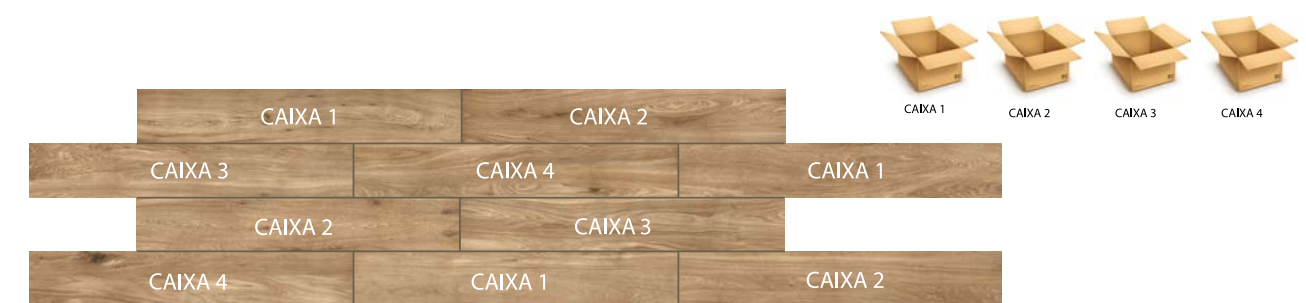 CAIXA 1
CAIXA 2
CAIXA 3
CAIXA 4
CAIXA 1 CAIXA 2
CAIXA 3 CAIXA 4 CAIXA 1
CAIXA 2 CAIXA 3
CAIXA 4 CAIXA 1 CAIXA 2